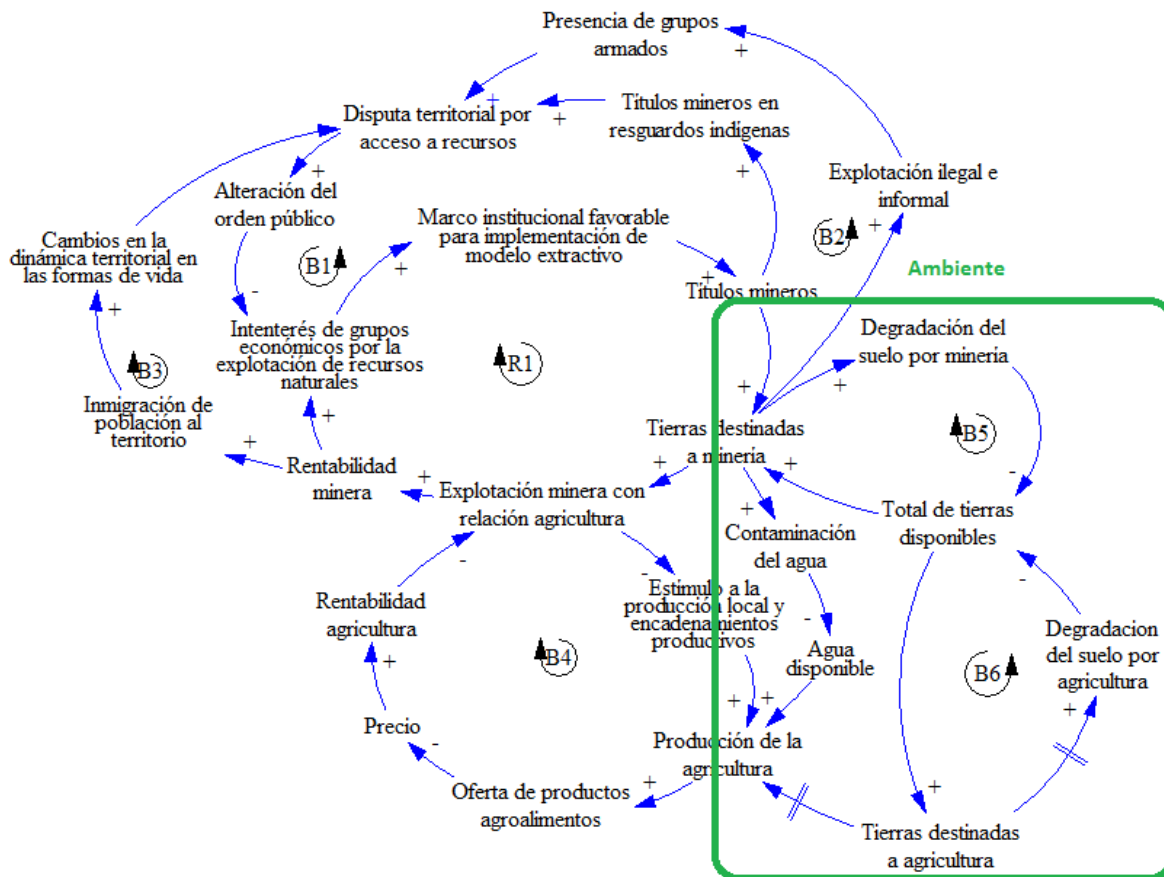 Presencia de grupos
armados
+
+
Disputa territorial por
acceso a recursos
+
Títulos mineros en
resguardos indígenas
+
+
Alteración del
orden público
Explotación ilegal e
informal
+
Marco institucional favorable
para implementación de
modelo extractivo
+
B2
Cambios en la
dinámica territorial en
las formas de vida
+
B1
-
+
Títulos mineros
Ambiente
Intenterés de grupos
económicos por la
explotación de recursos
naturales
+
Degradación del
suelo por minería
+
B3
R1
+
Inmigración de
población al
territorio
+
Tierras destinadas
a minería
+
+
B5
-
Rentabilidad
minera
+
Explotación minera con
relación agricultura
+
Total de tierras
disponibles
Contaminación
del agua
-
-
-
Rentabilidad
agricultura
+
Estimulo a la
producción local y
encadenamientos
productivos
-
Agua
disponible
Degradacion
del suelo por
agricultura
+
B4
B6
+
+
Precio
-
Producción de la
agricultura
+
Oferta de productos
agroalimentos
+
Tierras destinadas
a agricultura